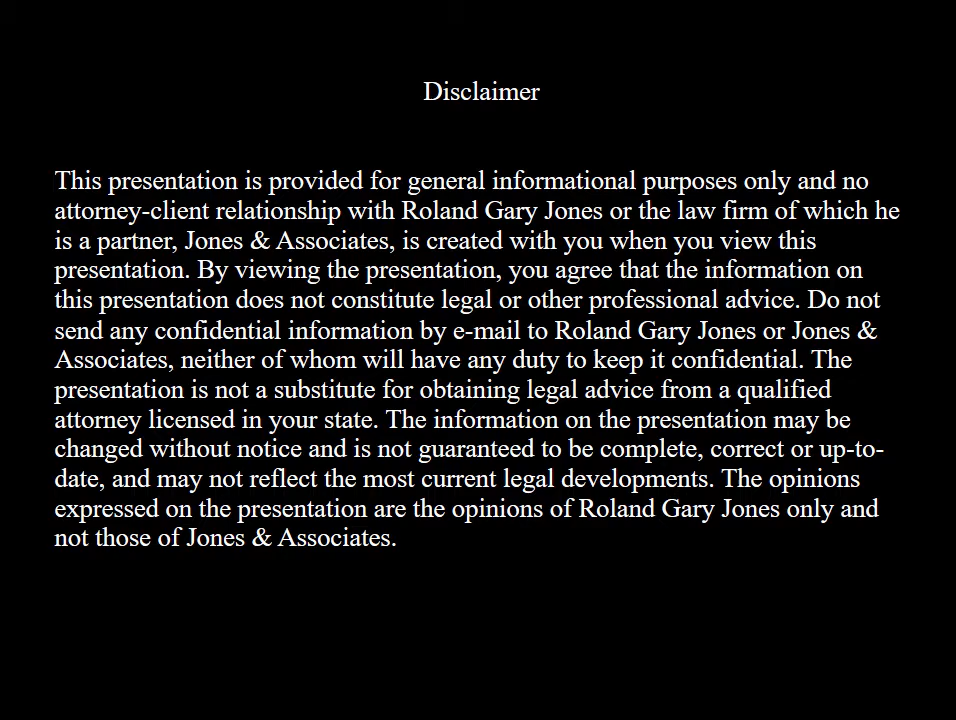 Disclaimer
This presentation is provided for general informational purposes only and no
attorney-client relationship with Roland Gary Jones or the law firm of which he
is a partner, Jones & Associates, is created with you when you view this
presentation. By viewing the presentation, you agree that the information on
this presentation does not constitute legal or other professional advice. Do not
send any confidential information by e-mail to Roland Gary Jones or Jones &
Associates, neither of whom will have any duty to keep it confidential. The
presentation is not a substitute for obtaining legal advice from a qualified
attorney licensed in your state. The information on the presentation may be
changed without notice and is not guaranteed to be complete, correct or up-to-
date, and may not reflect the most current legal developments. The opinions
expressed on the presentation are the opinions of Roland Gary Jones only and
not those of Jones & Associates.